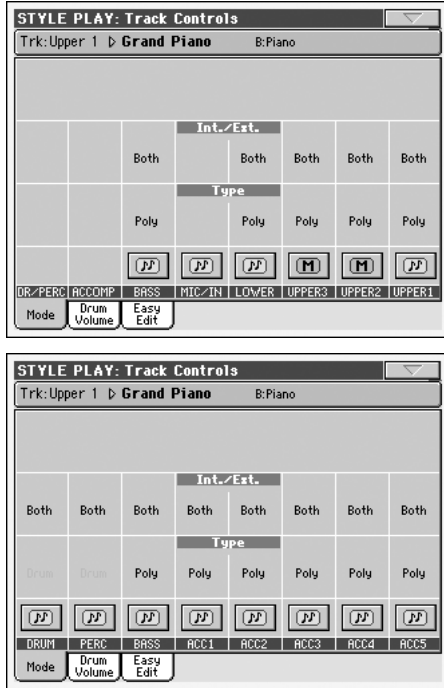 STYLE PLAY: Track Controls
Trk:Upper 1 ▷ Grand Piano B:Piano
Int./Ext.
Both Both Both Both Both
Type
Poly Poly Poly Poly Poly
M M
DR/PERC ACCOMP BASS MIC/IN LOWER UPPER3 UPPER2 UPPER1
Mode Drum Volume Easy Edit
STYLE PLAY: Track Controls
Trk:Upper 1 ▷ Grand Piano B:Piano
Int./Ext.
Both Both Both Both Both Both Both Both
Type
Drum Drum Poly Poly Poly Poly Poly Poly
DRUM PERC BASS ACC1 ACC2 ACC3 ACC4 ACC5
Mode Drum Volume Easy Edit